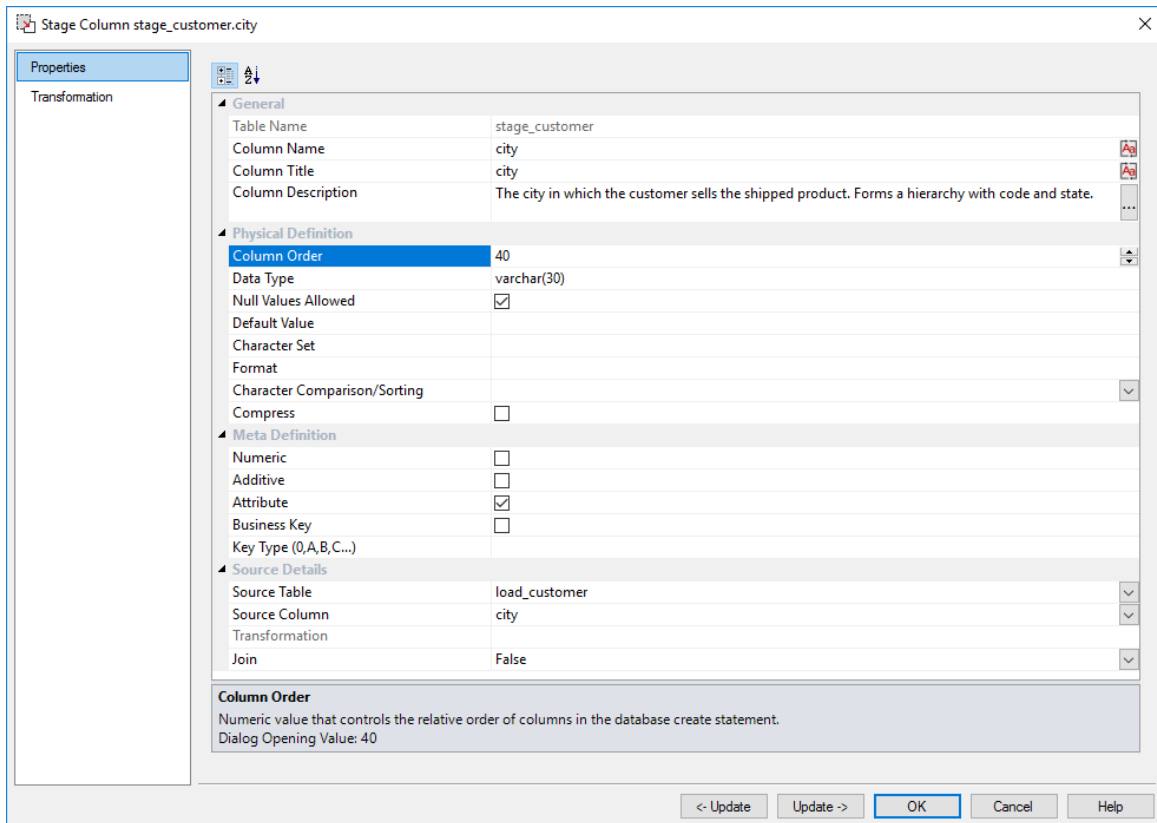 Stage Column stage_customer.city
Properties
Transformation
General
Table Name stage_customer
Column Name city
Column Title city
Column Description The city in which the customer sells the shipped product. Forms a hierarchy with code and state.
...
Physical Definition
Column Order 40
Data Type varchar(30)
Null Values Allowed
Default Value
Character Set
Format
Character Comparison/Sorting
Compress
Meta Definition
Numeric
Additive
Attribute
Business Key
Key Type (0,A,B,C...)
Source Details
Source Table load_customer
Source Column city
Transformation
Join False
Column Order
Numeric value that controls the relative order of columns in the database create statement.
Dialog Opening Value: 40
<- Update Update -> OK Cancel Help